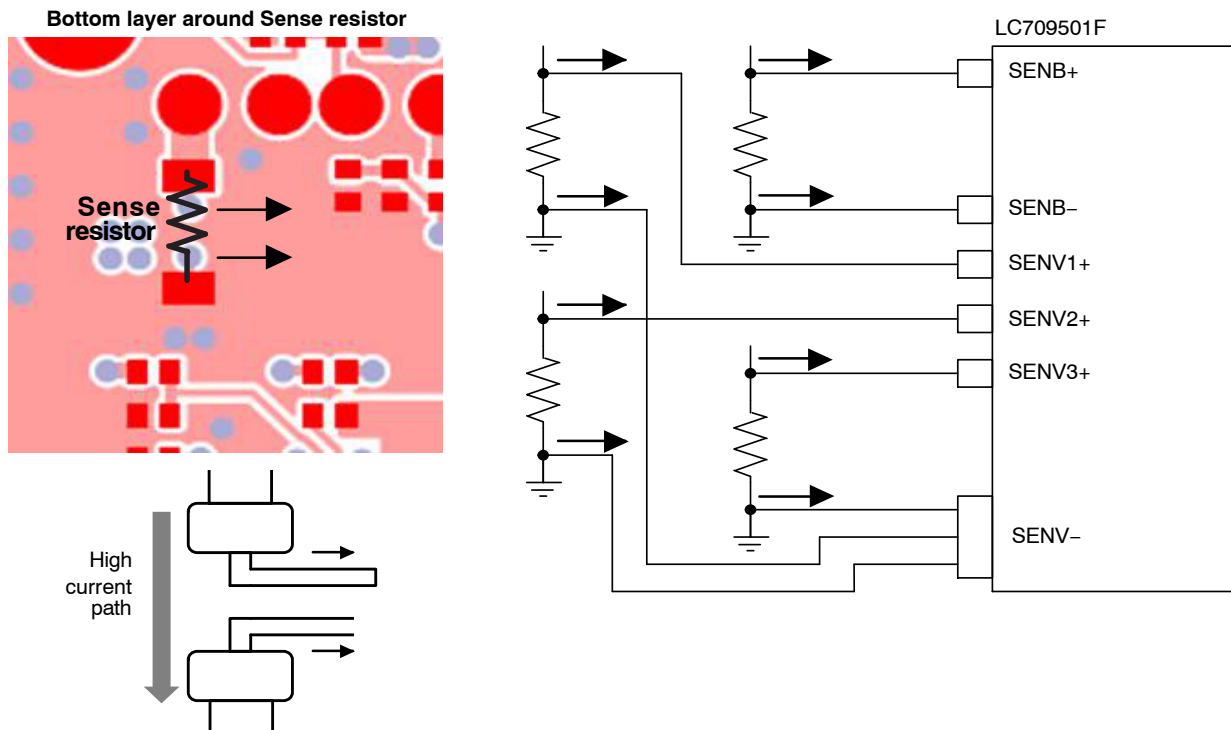 Bottom layer around Sense resistor
Sense
resistor
High
current
path
LC709501F
SENB+
SENB−
SENV1+
SENV2+
SENV3+
SENV−